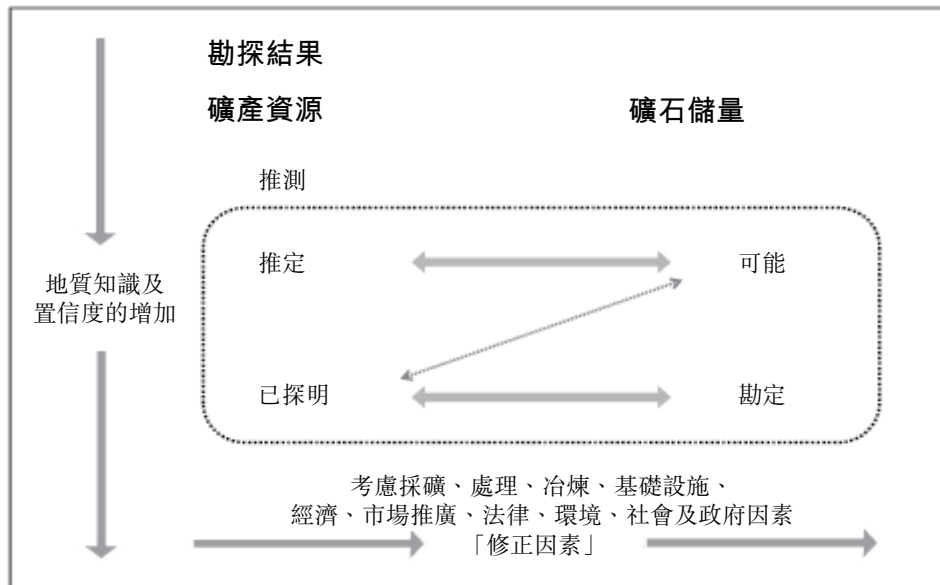 勘探結果
礦產資源
礦石儲量
推測
推定
可能
地質知識及
置信度的增加
已探明
勘定
考慮採礦、處理、冶煉、基礎設施、
經濟、市場推廣、法律、環境、社會及政府因素
「修正因素」